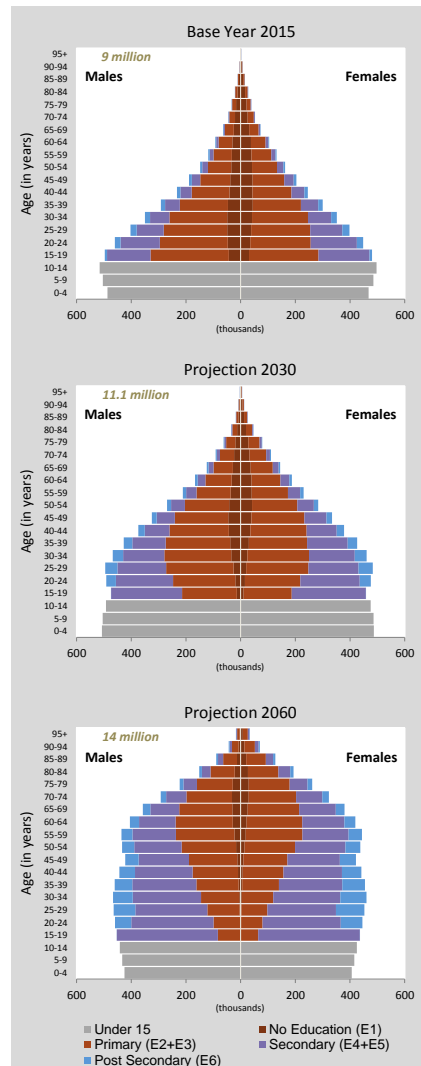 Base Year 2015
9 million
Males
Females
Age (in years)
95+
90-94
85-89
80-84
75-79
70-74
65-69
60-64
55-59
50-54
45-49
40-44
35-39
30-34
25-29
20-24
15-19
10-14
5-9
0-4
600 400 200 0 200 400 600
(thousands)
Projection 2030
11.1 million
Males
Females
Age (in years)
95+
90-94
85-89
80-84
75-79
70-74
65-69
60-64
55-59
50-54
45-49
40-44
35-39
30-34
25-29
20-24
15-19
10-14
5-9
0-4
600 400 200 0 200 400 600
(thousands)
Projection 2060
14 million
Males
Females
Age (in years)
95+
90-94
85-89
80-84
75-79
70-74
65-69
60-64
55-59
50-54
45-49
40-44
35-39
30-34
25-29
20-24
15-19
10-14
5-9
0-4
600 400 200 0 200 400 600
(thousands)
Under 15 No Education (E1)
Primary (E2+E3) Secondary (E4+E5)
Post Secondary (E6)